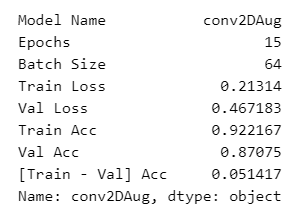 Model Name conv2DAug
Epochs 15
Batch Size 64
Train Loss 0.21314
Val Loss 0.467183
Train Acc 0.922167
Val Acc 0.87075
[Train - Val] Acc 0.051417
Name: conv2DAug, dtype: object